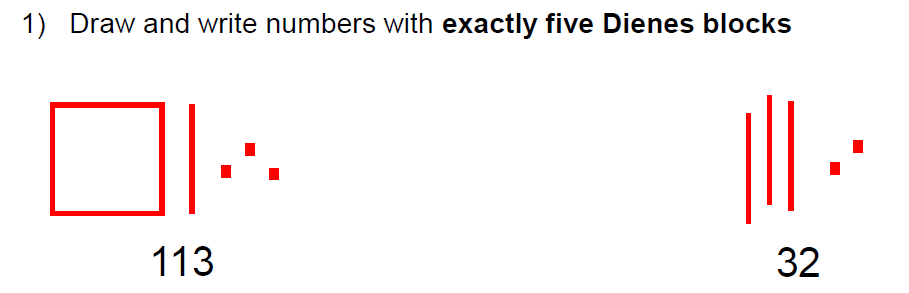 1) Draw and write numbers with exactly five Dienes blocks
113 32